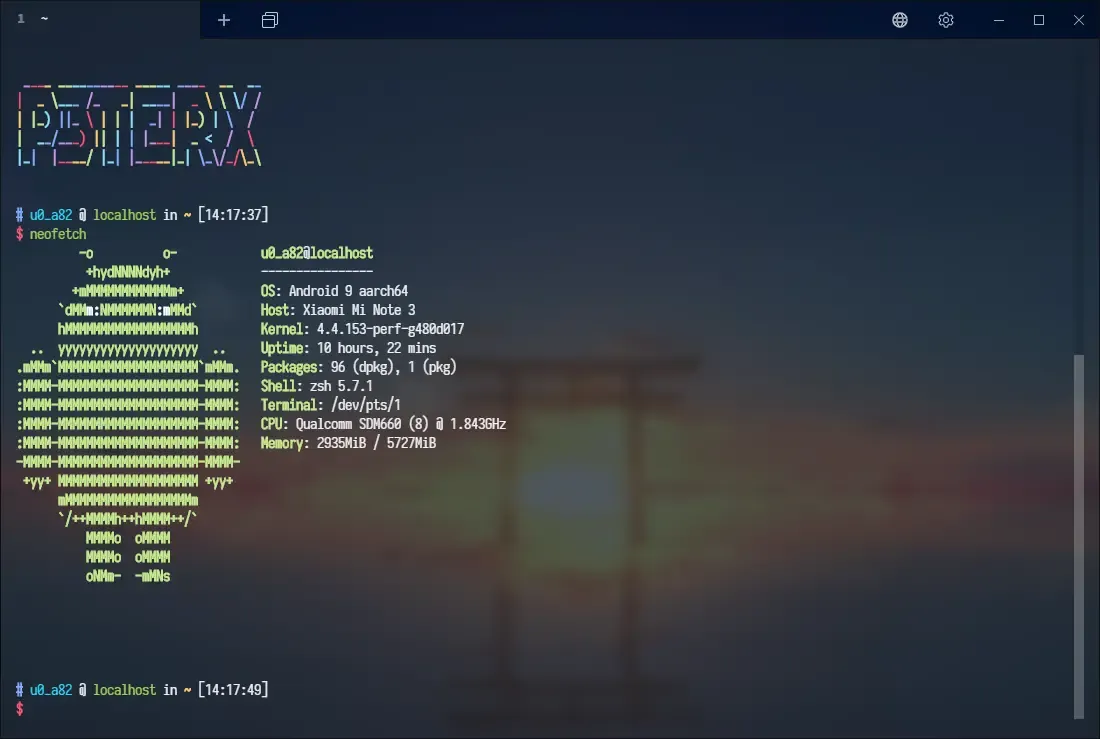 1 ~
P3TERX
# u0_a82 @ localhost in ~ [14:17:37]
$ neofetch
-o o- u0_a82@localhost
+hydNNNNdyh+ ----------------
+mMMMMMMMMMMMMm+ OS: Android 9 aarch64
`dMMm:NMMMMMMN:mMMd` Host: Xiaomi Mi Note 3
hMMMMMMMMMMMMMMMMMMh Kernel: 4.4.153-perf-g480d017
.. yyyyyyyyyyyyyyyyyyyy .. Uptime: 10 hours, 22 mins
.mMMm`MMMMMMMMMMMMMMMMMMMM`mMMm. Packages: 96 (dpkg), 1 (pkg)
:MMMM-MMMMMMMMMMMMMMMMMMMM-MMMM: Shell: zsh 5.7.1
:MMMM-MMMMMMMMMMMMMMMMMMMM-MMMM: Terminal: /dev/pts/1
:MMMM-MMMMMMMMMMMMMMMMMMMM-MMMM: CPU: Qualcomm SDM660 (8) @ 1.843GHz
:MMMM-MMMMMMMMMMMMMMMMMMMM-MMMM: Memory: 2935MiB / 5727MiB
-MMMM-MMMMMMMMMMMMMMMMMMMM-MMMM-
+yy+ MMMMMMMMMMMMMMMMMMMM +yy+
mMMMMMMMMMMMMMMMMMMm
`/++MMMMh++hMMMM++/`
MMMMo oMMMM
MMMMo oMMMM
oNMm- -mMNs
# u0_a82 @ localhost in ~ [14:17:49]
$